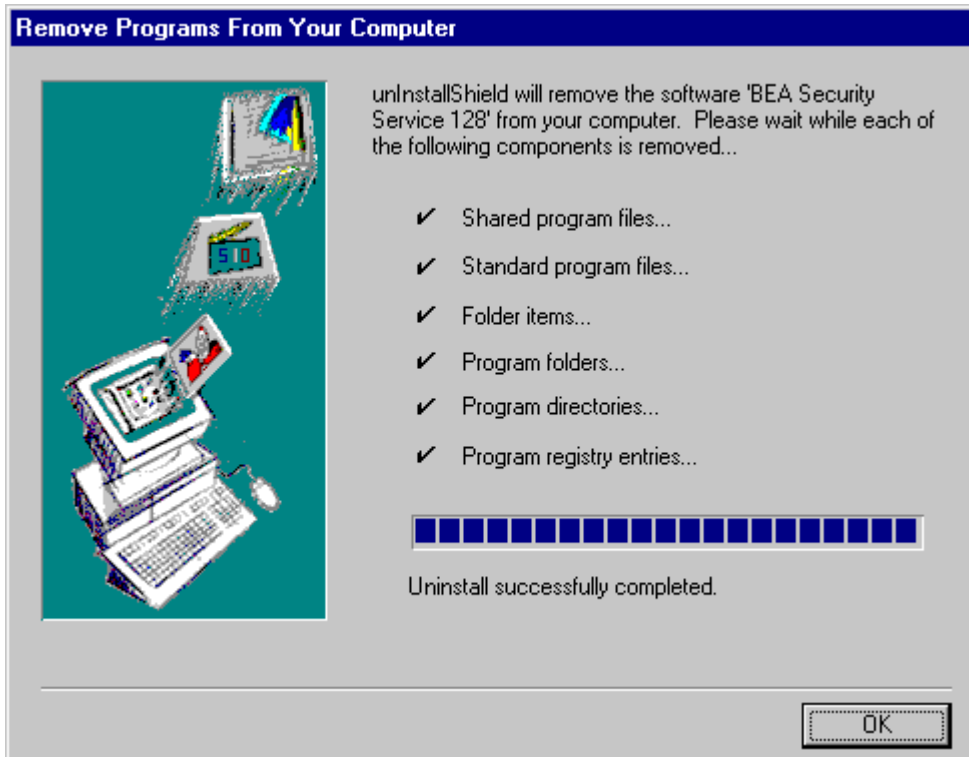 Remove Programs From Your Computer
unInstallShield will remove the software 'BEA Security
Service 128' from your computer.  Please wait while each of
the following components is removed...
Shared program files...
Standard program files...
Folder items...
Program folders...
Program directories...
Program registry entries...
Uninstall successfully completed.
OK
510